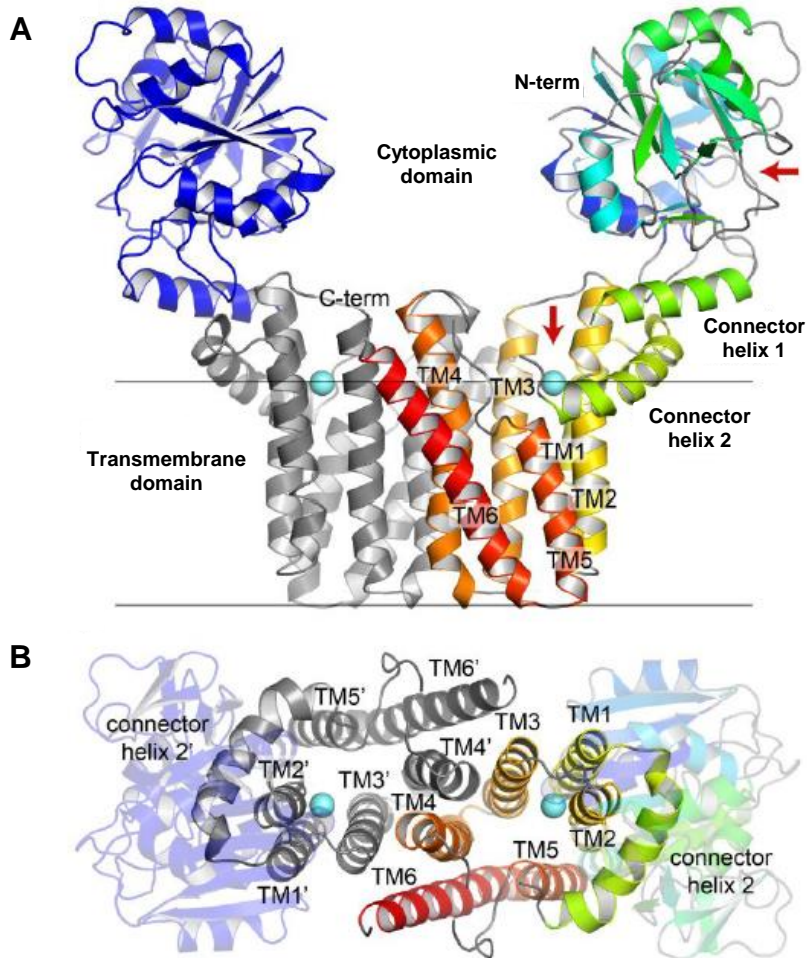 A
N-term
Cytoplasmic
domain
C-term
Connector
helix 1
TM4
TM3
Connector
helix 2
TM1
Transmembrane
domain
TM2
TM6
TM5
B
TM6'
connector
helix 2'
TM5'
TM3
TM1
TM4'
TM2'
TM3'
TM4
TM2
TM6
TM5
connector
helix 2
TM1'